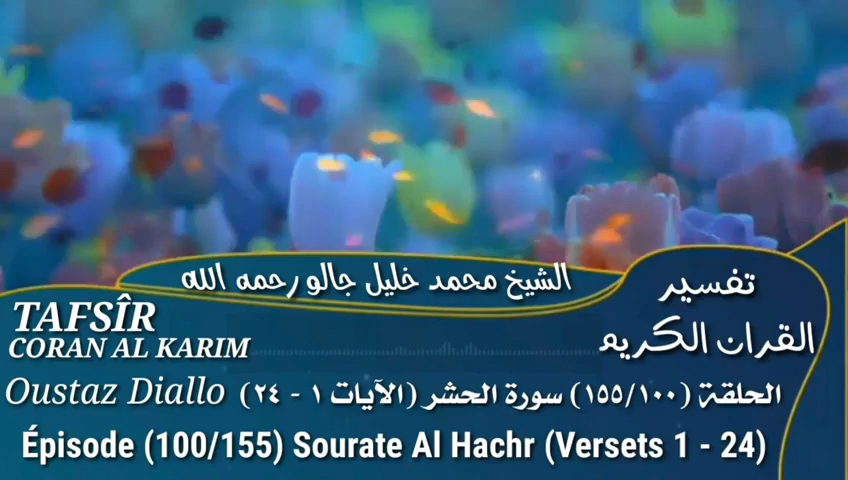 الشيخ محمد خليل جالو رحمه الله
تفسير
القران الكريم
TAFSÎR
CORAN AL KARIM
Oustaz Diallo
الحلقة (١٥٥/١٠٠) سورة الحشر (الآيات ١ - ٢٤)
Épisode (100/155) Sourate Al Hachr (Versets 1 - 24)